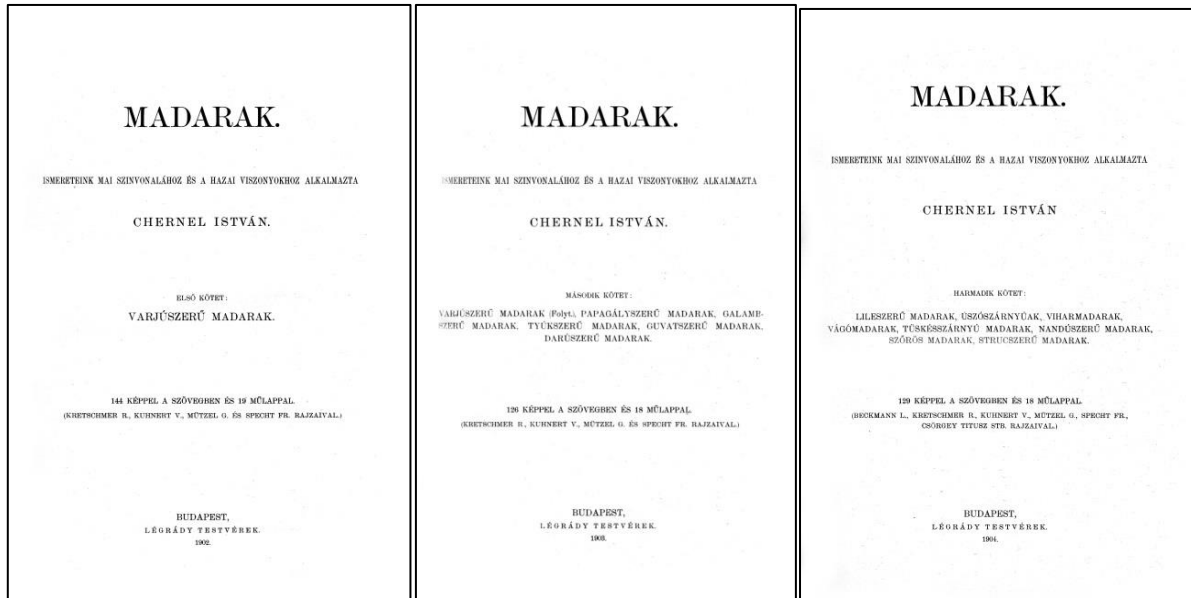 MADARAK.
ISMERETEINK MAI SZINVONALÁHOZ ÉS A HAZAI VISZONYOKHOZ ALKALMAZTA
CHERNEL ISTVÁN.
ELSŐ KÖTET:
VARJÚSZERŰ MADARAK.
144 KÉPPEL A SZÖVEGBEN ÉS 19 MŰLAPPAL.
(KRETSCHMER R., KUHNERT V., MÜTZEL G. ÉS SPECHT FR. RAJZAIVAL.)
BUDAPEST,
LÉGRÁDY TESTVÉREK.
1902.
MADARAK.
ISMERETEINK MAI SZINVONALÁHOZ ÉS A HAZAI VISZONYOKHOZ ALKALMAZTA
CHERNEL ISTVÁN.
MÁSODIK KÖTET:
VARJÚSZERŰ MADARAK (Folyt.), PAPAGÁLYSZERŰ MADARAK, GALAMB-
SZERŰ MADARAK, TYÚKSZERŰ MADARAK, GUVATSZERŰ MADARAK,
DARÚSZERŰ MADARAK.
126 KÉPPEL A SZÖVEGBEN ÉS 18 MŰLAPPAL.
(KRETSCHMER R., KUHNERT V., MÜTZEL G. ÉS SPECHT FR. RAJZAIVAL.)
BUDAPEST,
LÉGRÁDY TESTVÉREK.
1903.
MADARAK.
ISMERETEINK MAI SZINVONALÁHOZ ÉS A HAZAI VISZONYOKHOZ ALKALMAZTA
CHERNEL ISTVÁN
HARMADIK KÖTET:
LILESZERŰ MADARAK, ÚSZÓSZÁRNYÚAK, VIHARMADARAK,
VÁGÓMADARAK, TÜSKÉSSZÁRNYÚ MADARAK, NANDÚSZERŰ MADARAK,
SZŐRÖS MADARAK, STRUCSZERŰ MADARAK.
129 KÉPPEL A SZÖVEGBEN ÉS 18 MŰLAPPAL.
(BECKMANN L., KRETSCHMER R., KUHNERT V., MÜTZEL G., SPECHT FR.,
CSÖRGEY TITUSZ STB. RAJZAIVAL.)
BUDAPEST,
LÉGRÁDY TESTVÉREK.
1904.